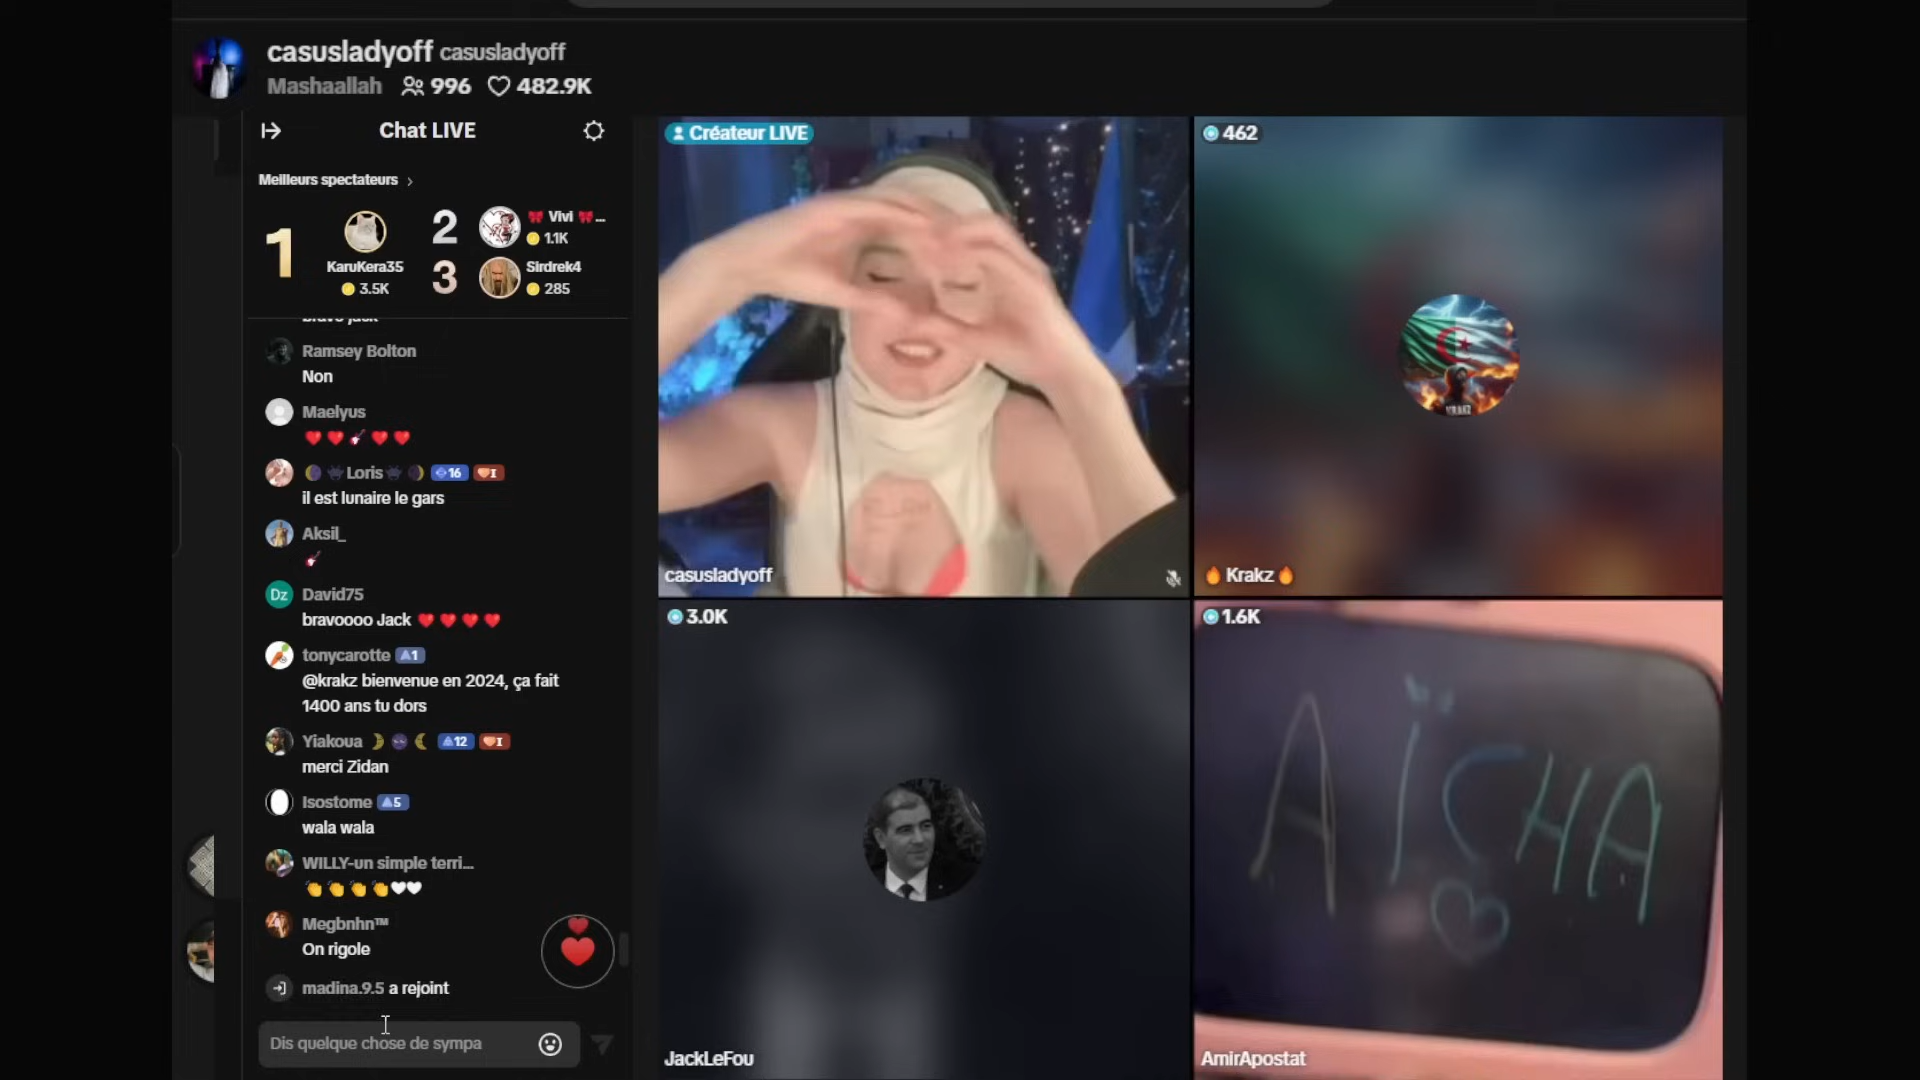 casusladyoff casusladyoff
Mashaallah 996 482.9K
Chat LIVE
Meilleurs spectateurs
1
KaruKera35
3.5K
2
Vivi ...
1.1K
3
Sirdrek4
285
bravo jack
Ramsey Bolton
Non
Maelyus
Loris 16 I
il est lunaire le gars
Aksil_
Dz David75
bravoooo Jack
tonycarotte 1
@krakz bienvenue en 2024, ça fait
1400 ans tu dors
Yiakoua 12 I
merci Zidan
Isostome 5
wala wala
WILLY-un simple terri...
Megbnhn™
On rigole
madina.9.5 a rejoint
Dis quelque chose de sympa
Créateur LIVE
casusladyoff
462
KRAKZ
Krakz
3.0K
JackLeFou
1.6K
AÏCHA
AmirApostat